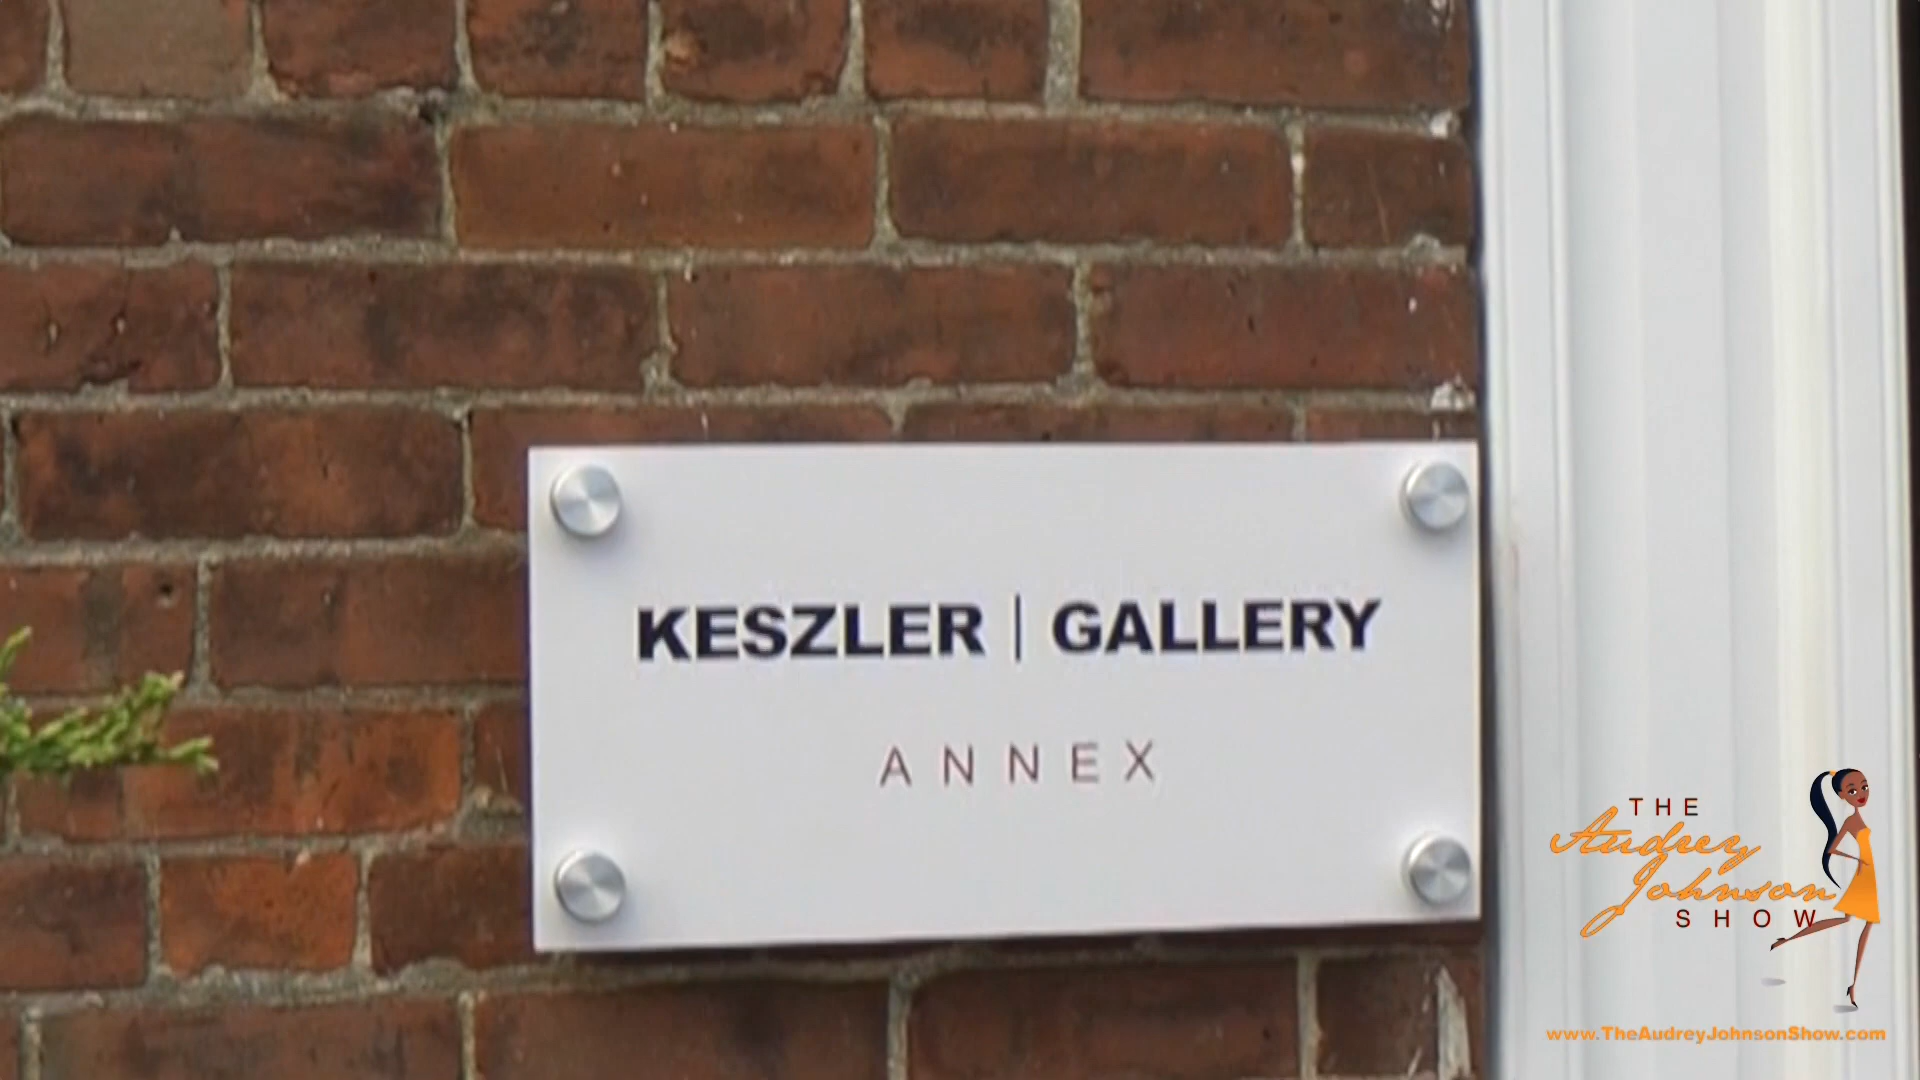 KESZLER | GALLERY
ANNEX
THE
Audrey
Johnson
SHOW
www.TheAudreyJohnsonShow.com